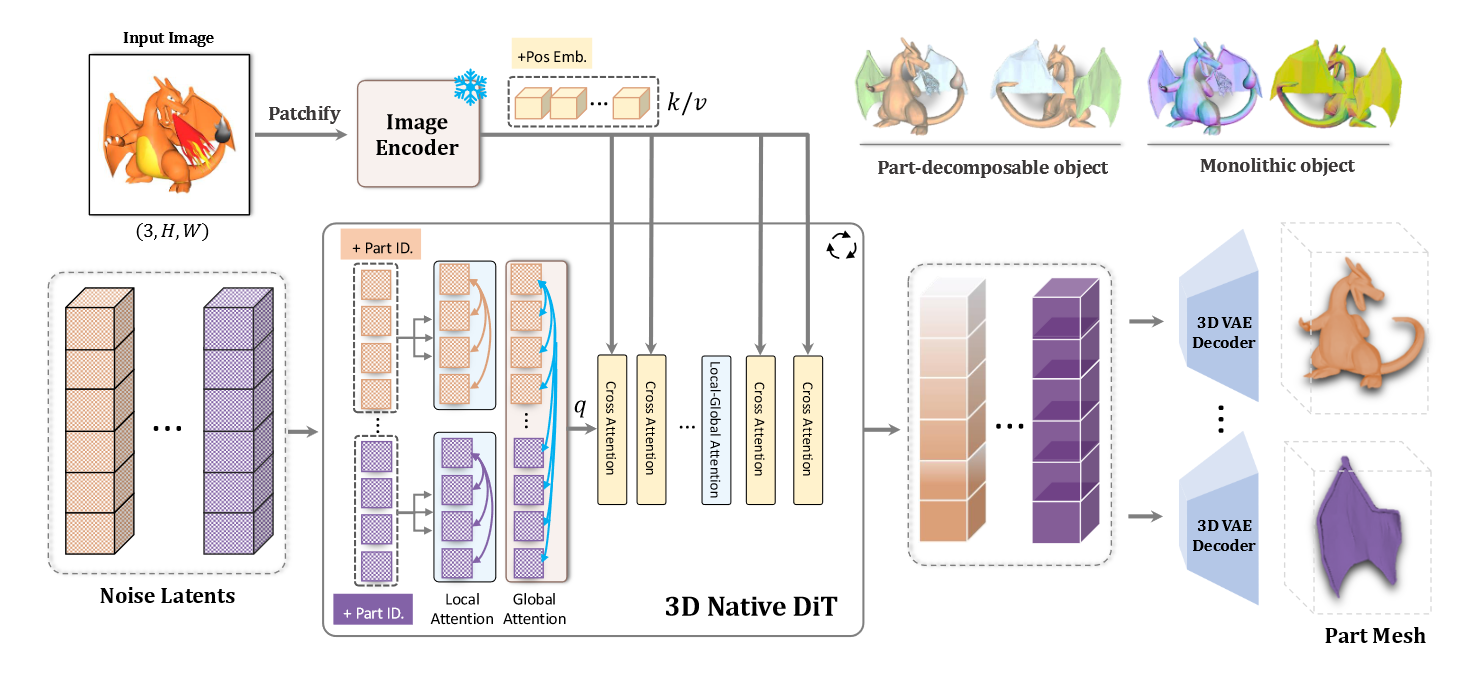 Input Image
(3, H, W)
Patchify
Image
Encoder
+Pos Emb.
k/v
Part-decomposable object
Monolithic object
Noise Latents
+ Part ID.
+ Part ID.
Local
Attention
Global
Attention
q
Cross Attention
Cross Attention
Local-Global Attention
Cross Attention
Cross Attention
3D Native DiT
3D VAE
Decoder
3D VAE
Decoder
Part Mesh